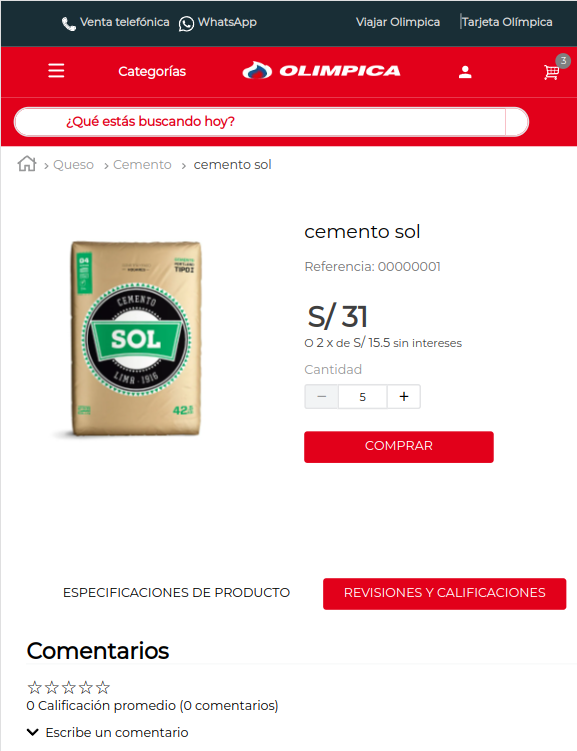 Venta telefónica WhatsApp Viajar Olimpica Tarjeta Olímpica
Categorías OLIMPICA 3
¿Qué estás buscando hoy?
Queso Cemento cemento sol
cemento sol
Referencia: 00000001
S/ 31
O 2 x de S/ 15.5 sin intereses
Cantidad
− 5 +
COMPRAR
04
TIPO I
CEMENTO
SOL
LIMA - 1916
42.5
ESPECIFICACIONES DE PRODUCTO REVISIONES Y CALIFICACIONES
Comentarios
0 Calificación promedio (0 comentarios)
Escribe un comentario